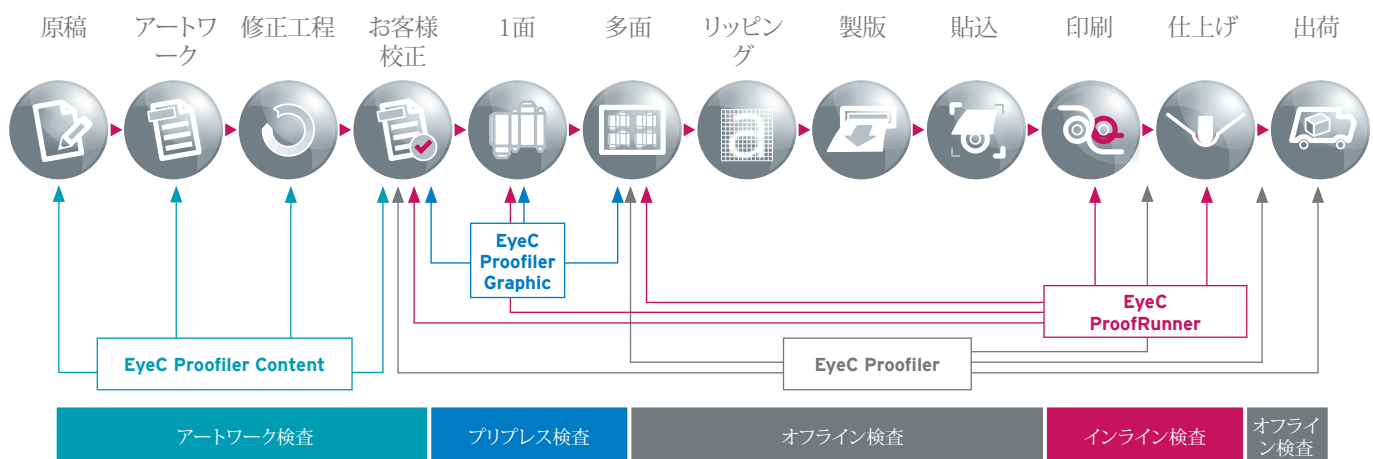 原稿
アートワ
ーク
修正工程
お客様
校正
1面
多面
リッピン
グ
製版
貼込
印刷
仕上げ
出荷
a
EyeC
Proofiler
Graphic
EyeC
ProofRunner
EyeC Proofiler Content
EyeC Proofiler
アートワーク検査
プリプレス検査
オフライン検査
インライン検査
オフライ
ン検査